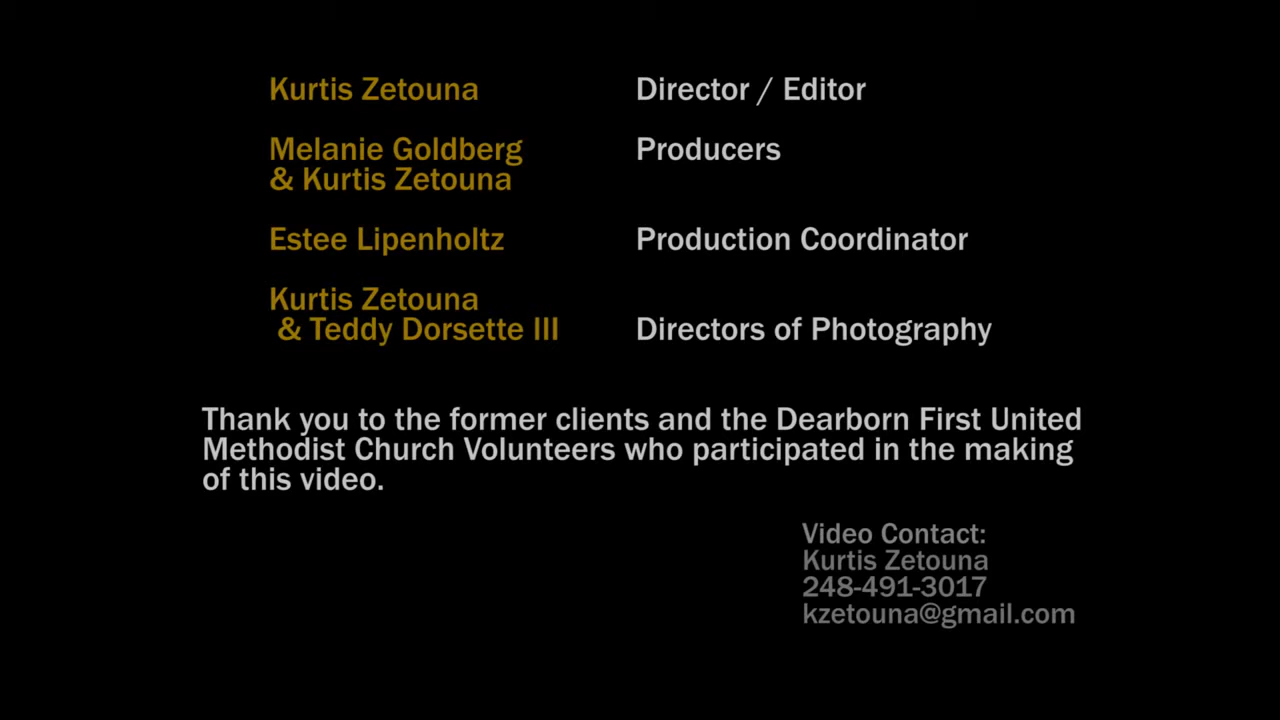 Kurtis Zetouna Director / Editor
Melanie Goldberg Producers
& Kurtis Zetouna
Estee Lipenholtz Production Coordinator
Kurtis Zetouna
& Teddy Dorsette III Directors of Photography
Thank you to the former clients and the Dearborn First United
Methodist Church Volunteers who participated in the making
of this video.
Video Contact:
Kurtis Zetouna
248-491-3017
kzetouna@gmail.com